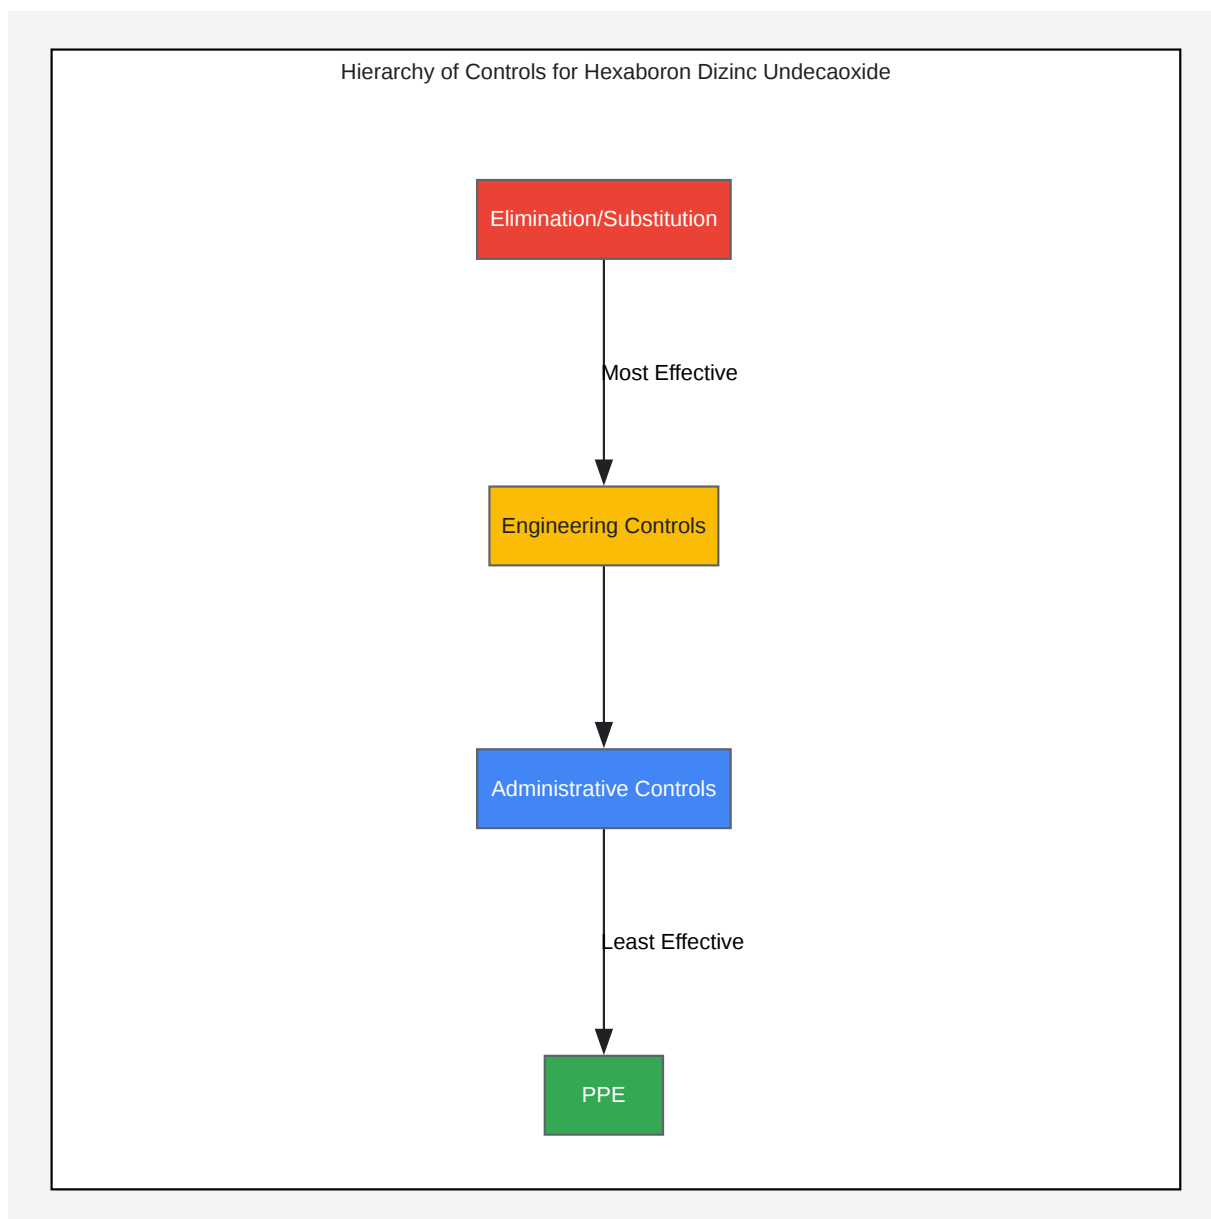 Hierarchy of Controls for Hexaboron Dizinc Undecaoxide
Elimination/Substitution
Most Effective
Engineering Controls
Administrative Controls
Least Effective
PPE